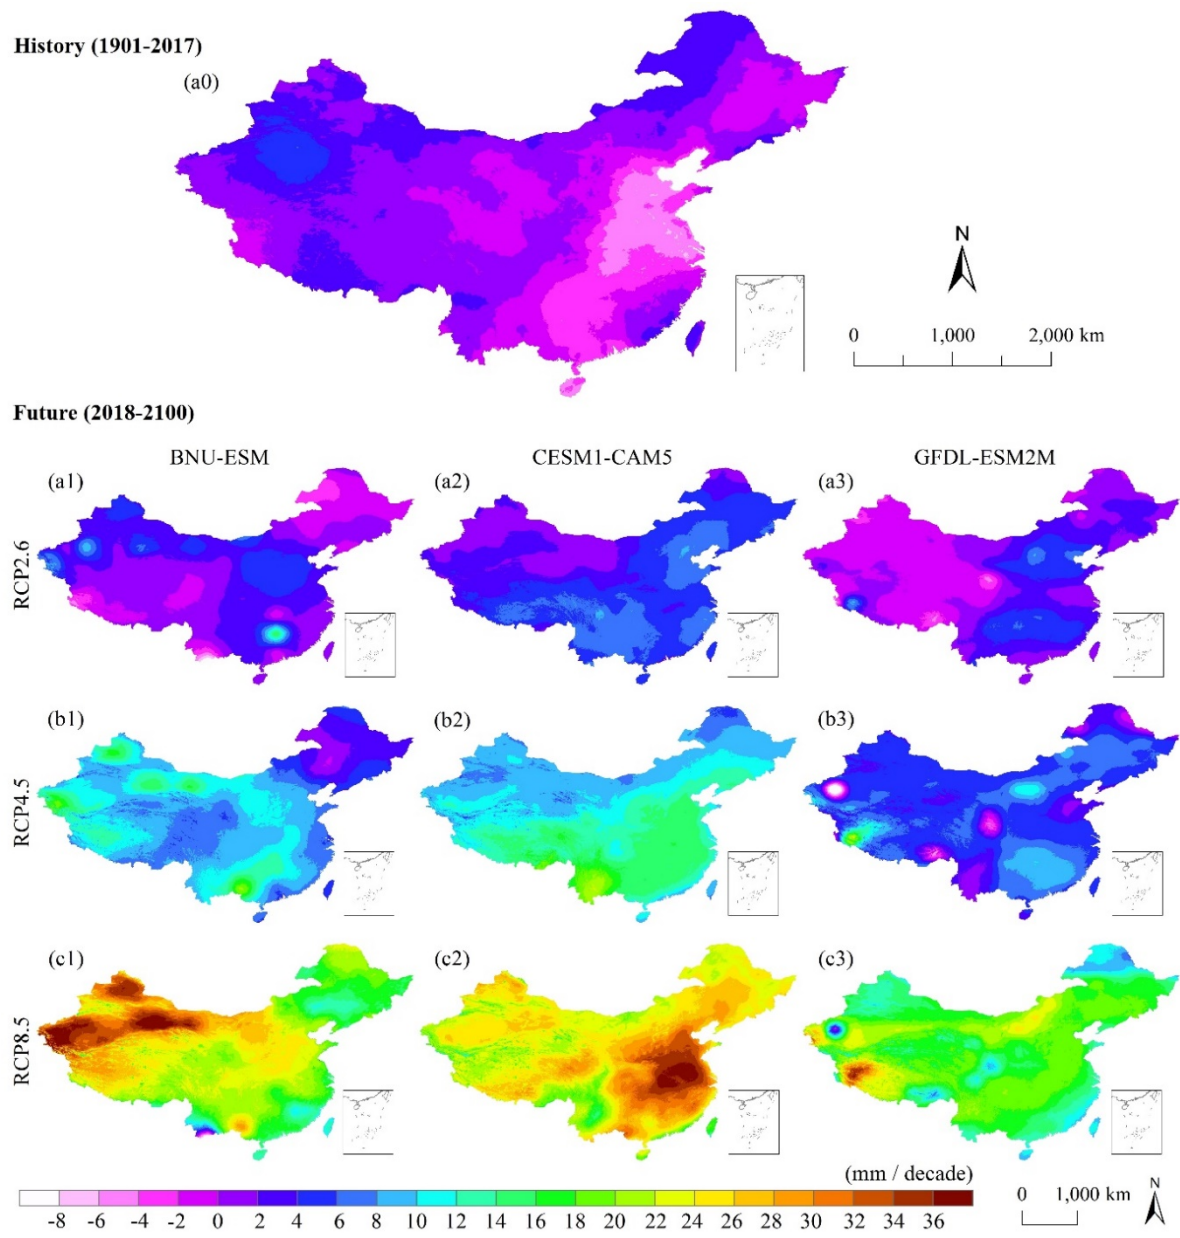 History (1901-2017)
(a0)
N
0 1,000 2,000 km
Future (2018-2100)
BNU-ESM CESM1-CAM5 GFDL-ESM2M
(a1) (a2) (a3)
RCP2.6
(b1) (b2) (b3)
RCP4.5
(c1) (c2) (c3)
RCP8.5
(mm / decade)
0 1,000 km N
-8 -6 -4 -2 0 2 4 6 8 10 12 14 16 18 20 22 24 26 28 30 32 34 36